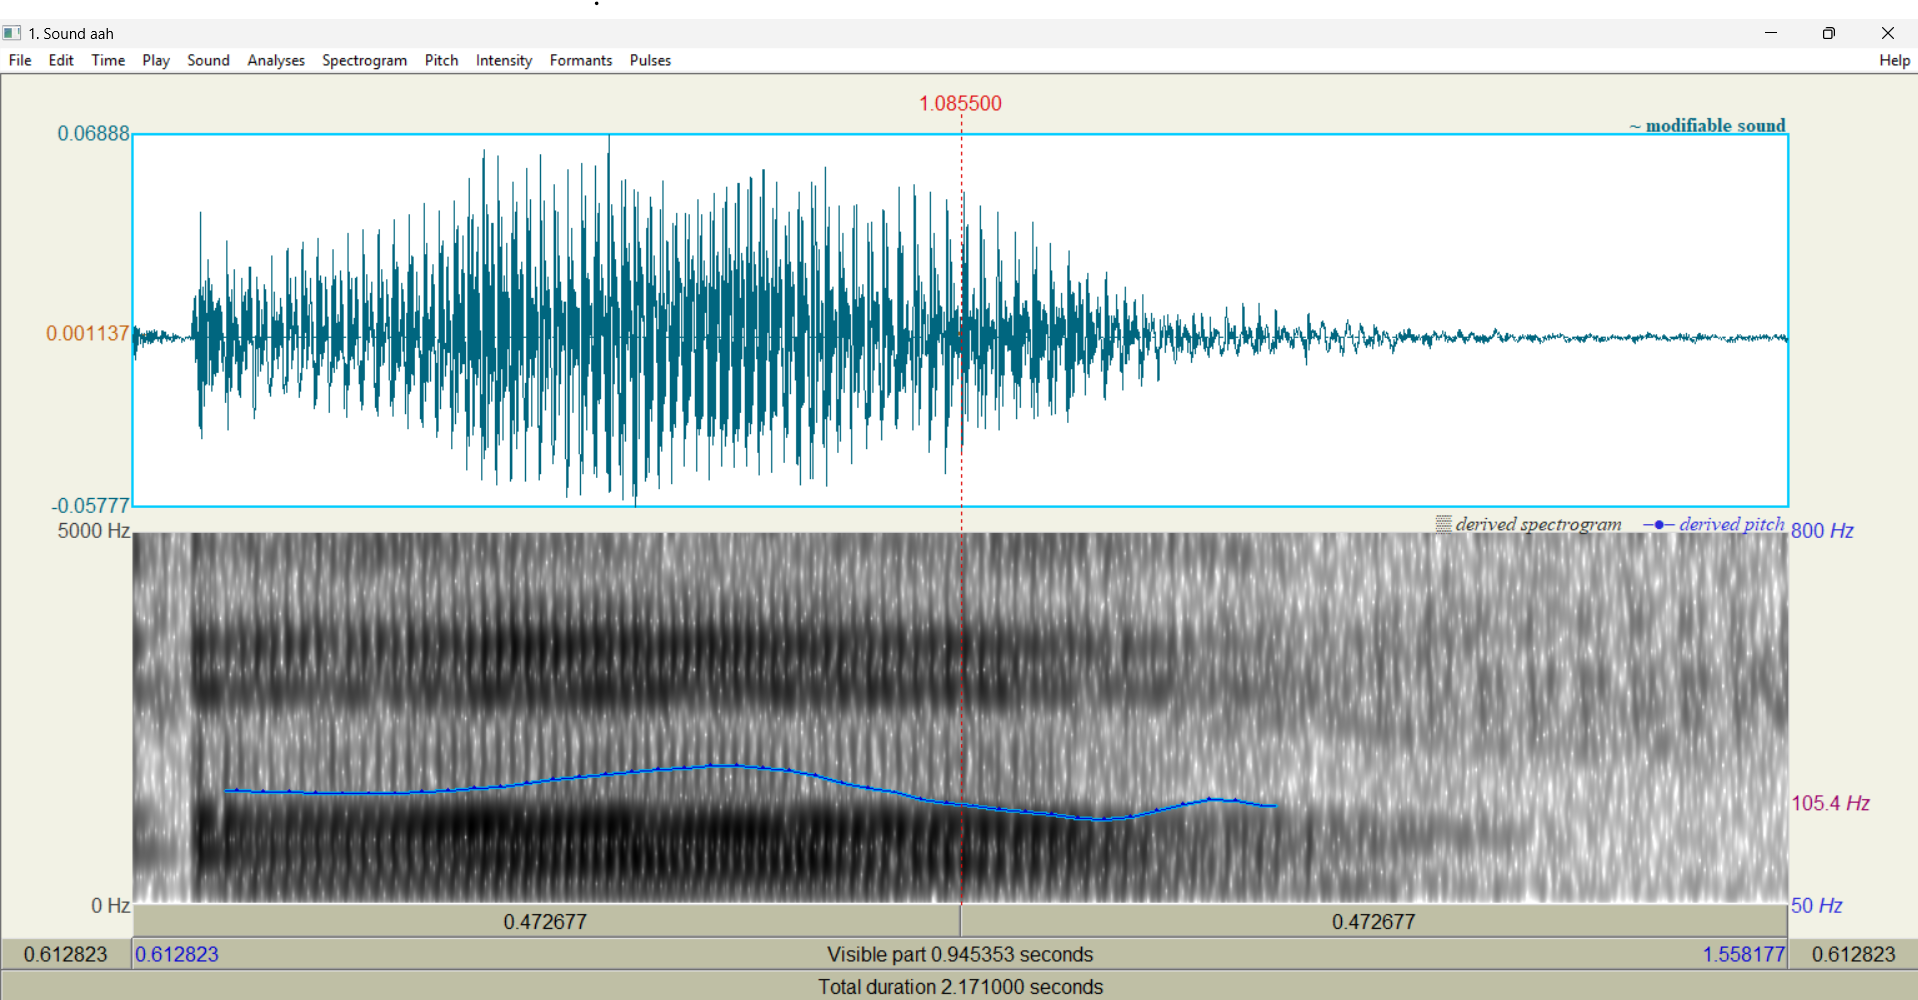 1. Sound aah
File Edit Time Play Sound Analyses Spectrogram Pitch Intensity Formants Pulses Help
1.085500
0.06888
~ modifiable sound
0.001137
-0.05777
5000 Hz
derived spectrogram
derived pitch
800 Hz
105.4 Hz
0 Hz
50 Hz
0.472677 0.472677
0.612823 0.612823 Visible part 0.945353 seconds 1.558177 0.612823
Total duration 2.171000 seconds